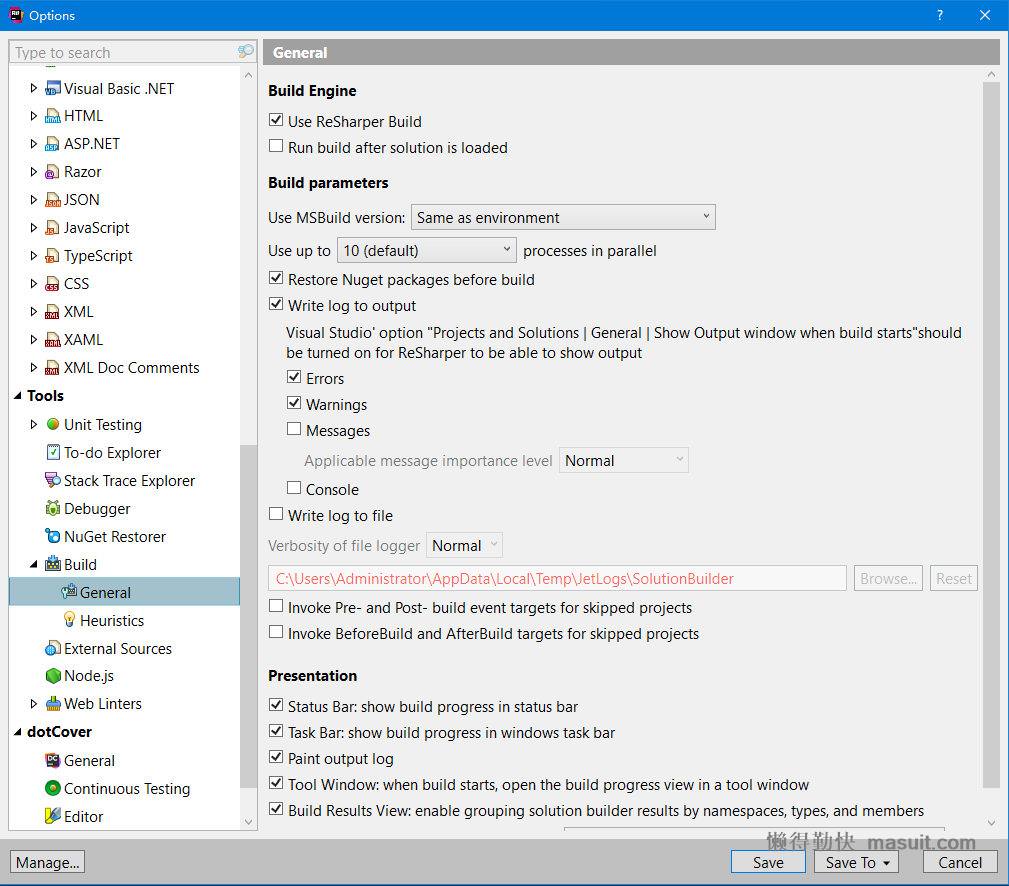 Options
Type to search
General
Visual Basic .NET
HTML
ASP.NET
Razor
JSON
JavaScript
TypeScript
CSS
XML
XAML
XML Doc Comments
Tools
Unit Testing
To-do Explorer
Stack Trace Explorer
Debugger
NuGet Restorer
Build
General
Heuristics
External Sources
Node.js
Web Linters
dotCover
General
Continuous Testing
Editor
Build Engine
Use ReSharper Build
Run build after solution is loaded
Build parameters
Use MSBuild version: Same as environment
Use up to 10 (default) processes in parallel
Restore Nuget packages before build
Write log to output
Visual Studio' option "Projects and Solutions | General | Show Output window when build starts"should
be turned on for ReSharper to be able to show output
Errors
Warnings
Messages
Applicable message importance level Normal
Console
Write log to file
Verbosity of file logger Normal
C:\Users\Administrator\AppData\Local\Temp\JetLogs\SolutionBuilder Browse... Reset
Invoke Pre- and Post- build event targets for skipped projects
Invoke BeforeBuild and AfterBuild targets for skipped projects
Presentation
Status Bar: show build progress in status bar
Task Bar: show build progress in windows task bar
Paint output log
Tool Window: when build starts, open the build progress view in a tool window
Build Results View: enable grouping solution builder results by namespaces, types, and members
懒得勤快 masuit.com
Manage... Save Save To Cancel